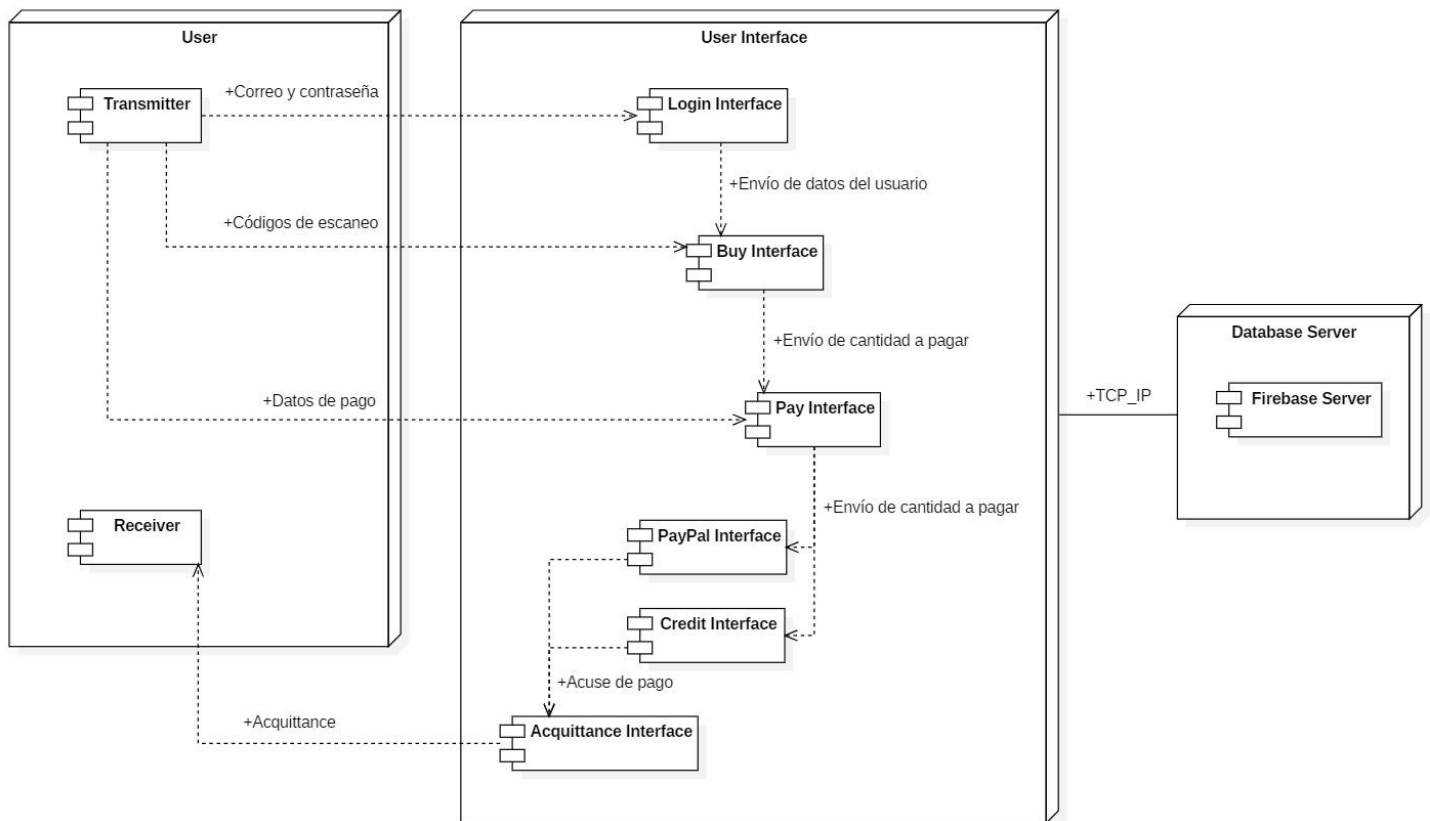 User
User Interface
+Correo y contraseña
Transmitter
Login Interface
+Envío de datos del usuario
+Códigos de escaneo
Buy Interface
Database Server
+Envío de cantidad a pagar
+TCP_IP
Firebase Server
+Datos de pago
Pay Interface
+Envío de cantidad a pagar
Receiver
PayPal Interface
Credit Interface
+Acuse de pago
+Acquittance
Acquittance Interface